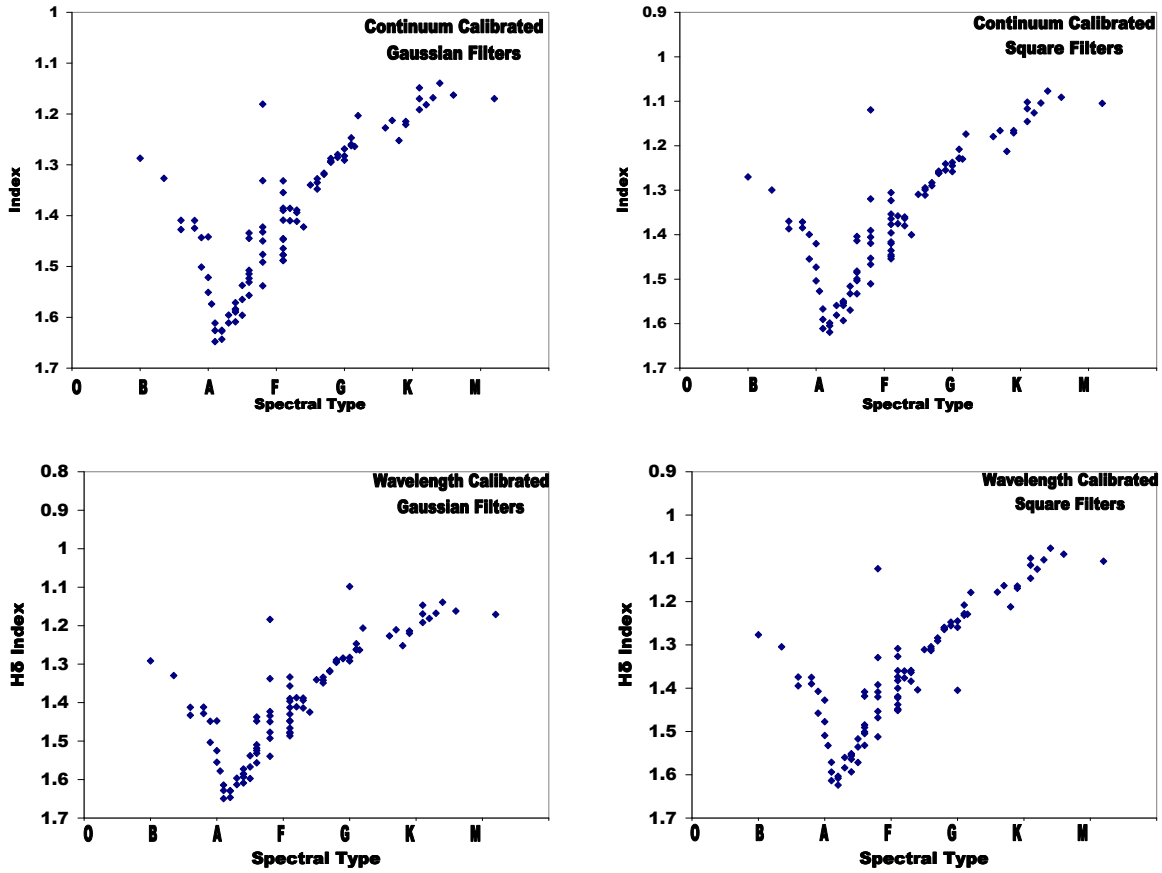 Continuum Calibrated
Gaussian Filters
1
1.1
1.2
1.3
1.4
1.5
1.6
1.7
Index
O B A F G K M
Spectral Type
Continuum Calibrated
Square Filters
0.9
1
1.1
1.2
1.3
1.4
1.5
1.6
1.7
Index
O B A F G K M
Spectral Type
Wavelength Calibrated
Gaussian Filters
0.8
0.9
1
1.1
1.2
1.3
1.4
1.5
1.6
1.7
Hδ Index
O B A F G K M
Spectral Type
Wavelength Calibrated
Square Filters
0.9
1
1.1
1.2
1.3
1.4
1.5
1.6
1.7
Hδ Index
O B A F G K M
Spectral Type